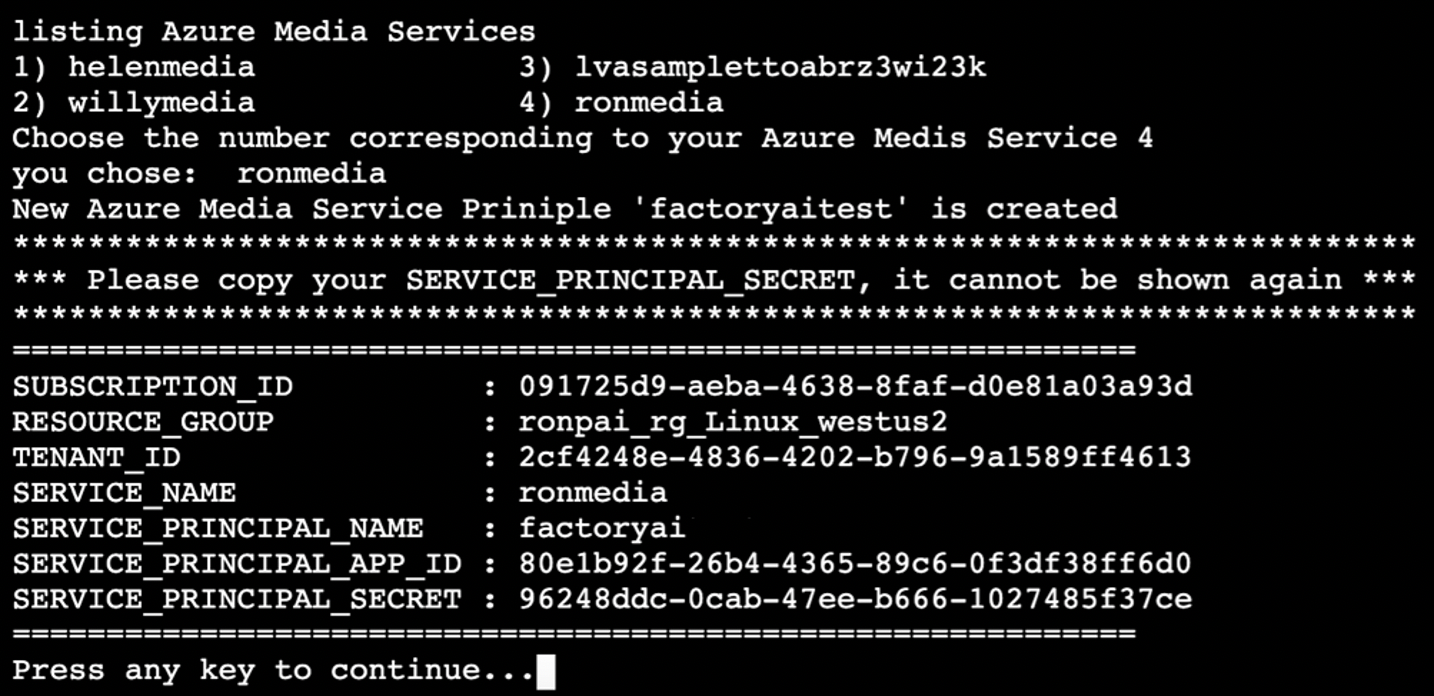 listing Azure Media Services
1) helenmedia 3) lvasamplettoabrz3wi23k
2) willymedia 4) ronmedia
Choose the number corresponding to your Azure Medis Service 4
you chose:  ronmedia
New Azure Media Service Priniple 'factoryaitest' is created
***************************************************************************
*** Please copy your SERVICE_PRINCIPAL_SECRET, it cannot be shown again ***
***************************************************************************
============================================================
SUBSCRIPTION_ID : 091725d9-aeba-4638-8faf-d0e81a03a93d
RESOURCE_GROUP : ronpai_rg_Linux_westus2
TENANT_ID : 2cf4248e-4836-4202-b796-9a1589ff4613
SERVICE_NAME : ronmedia
SERVICE_PRINCIPAL_NAME : factoryai
SERVICE_PRINCIPAL_APP_ID : 80e1b92f-26b4-4365-89c6-0f3df38ff6d0
SERVICE_PRINCIPAL_SECRET : 96248ddc-0cab-47ee-b666-1027485f37ce
============================================================
Press any key to continue...